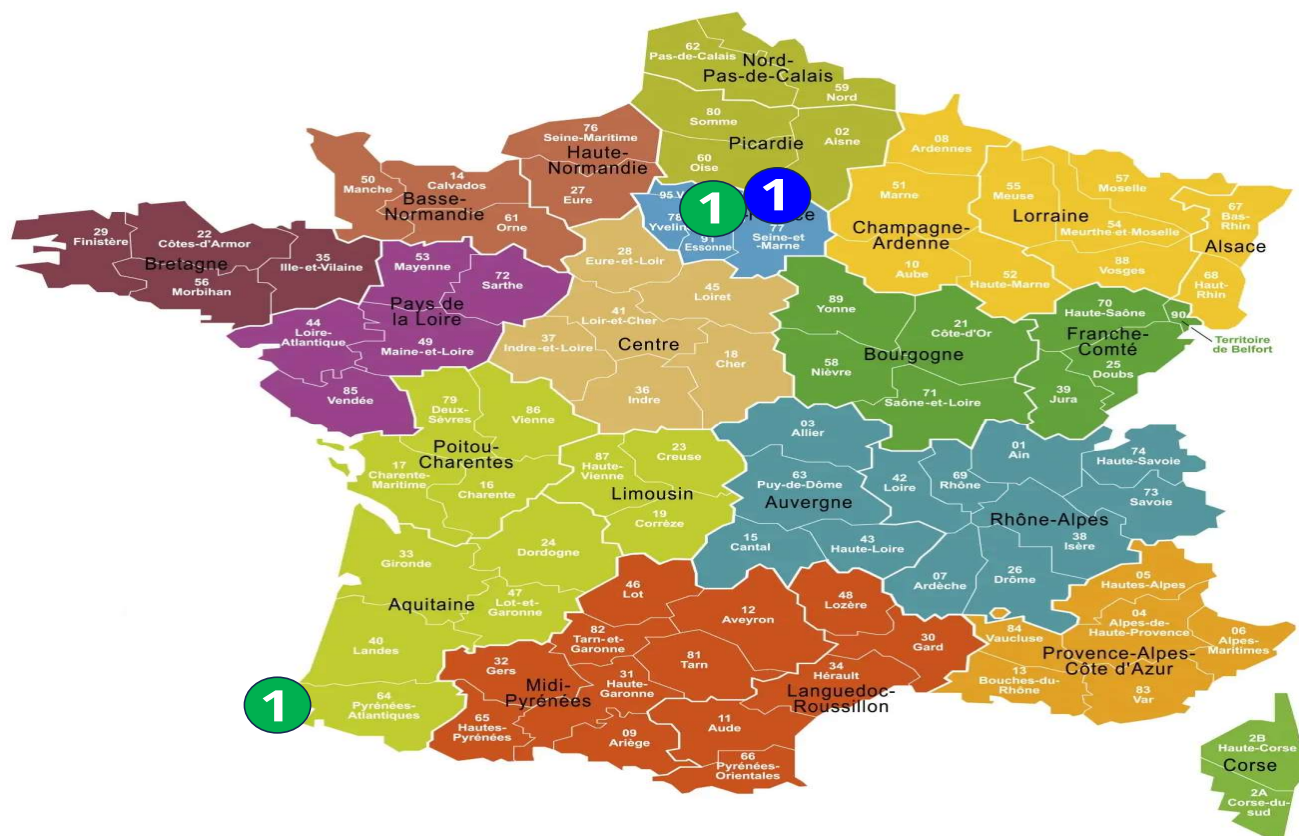 62
Pas-de-Calais
Nord-
Pas-de-Calais
59
Nord
80
Somme
02
Aisne
Picardie
60
Oise
76
Seine-Maritime
Haute-
Normandie
27
Eure
50
Manche
14
Calvados
Basse-
Normandie
61
Orne
08
Ardennes
51
Marne
Champagne-
Ardenne
10
Aube
52
Haute-Marne
55
Meuse
57
Moselle
Lorraine
54
Meurthe-et-Moselle
88
Vosges
67
Bas-
Rhin
Alsace
68
Haut-
Rhin
95
1
1
78
77
Seine-et
-Marne
91
Essonne
29
Finistère
22
Côtes-d'Armor
Bretagne
35
Ille-et-Vilaine
56
Morbihan
53
Mayenne
72
Sarthe
Pays de
la Loire
44
Loire-
Atlantique
49
Maine-et-Loire
85
Vendée
28
Eure-et-Loir
45
Loiret
41
Loir-et-Cher
37
Indre-et-Loire
Centre
18
Cher
36
Indre
89
Yonne
21
Côte-d'Or
Bourgogne
58
Nièvre
71
Saône-et-Loire
70
Haute-Saône
90
Territoire
de Belfort
Franche-
Comté
25
Doubs
39
Jura
79
Deux-
Sèvres
86
Vienne
Poitou-
Charentes
17
Charente-
Maritime
16
Charente
23
Creuse
87
Haute-
Vienne
Limousin
19
Corrèze
03
Allier
63
Puy-de-Dôme
Auvergne
15
Cantal
43
Haute-Loire
42
Loire
69
Rhône
01
Ain
74
Haute-Savoie
73
Savoie
Rhône-Alpes
38
Isère
07
Ardèche
26
Drôme
24
Dordogne
33
Gironde
Aquitaine
47
Lot-et-
Garonne
40
Landes
1
64
Pyrénées-
Atlantiques
46
Lot
12
Aveyron
82
Tarn-et-
Garonne
32
Gers
81
Tarn
31
Haute-
Garonne
Midi-
Pyrénées
65
Hautes-
Pyrénées
09
Ariège
48
Lozère
30
Gard
34
Hérault
Languedoc-
Roussillon
11
Aude
66
Pyrénées-
Orientales
05
Hautes-Alpes
04
Alpes-de-
Haute-Provence
06
Alpes-
Maritimes
84
Vaucluse
Provence-Alpes-
Côte d'Azur
13
Bouches-du-
Rhône
83
Var
2B
Haute-Corse
Corse
2A
Corse-du-
sud